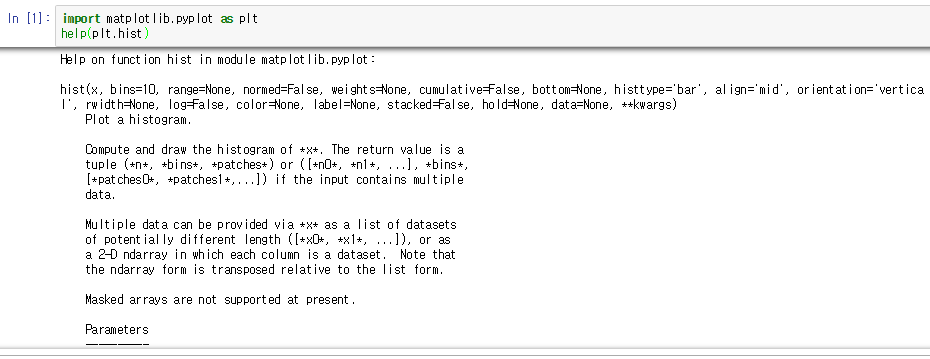 In [1]: import matplotlib.pyplot as plt
help(plt.hist)
Help on function hist in module matplotlib.pyplot:
hist(x, bins=10, range=None, normed=False, weights=None, cumulative=False, bottom=None, histtype='bar', align='mid', orientation='vertica
l', rwidth=None, log=False, color=None, label=None, stacked=False, hold=None, data=None, **kwargs)
Plot a histogram.
Compute and draw the histogram of *x*. The return value is a
tuple (*n*, *bins*, *patches*) or ([*n0*, *n1*, ...], *bins*,
[*patches0*, *patches1*,...]) if the input contains multiple
data.
Multiple data can be provided via *x* as a list of datasets
of potentially different length ([*x0*, *x1*, ...]), or as
a 2-D ndarray in which each column is a dataset.  Note that
the ndarray form is transposed relative to the list form.
Masked arrays are not supported at present.
Parameters
----------